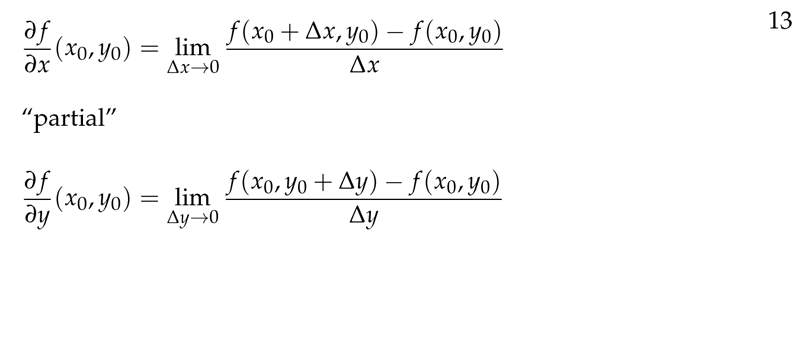 13
∂f/∂x (x₀, y₀) = lim_{Δx→0} (f(x₀ + Δx, y₀) − f(x₀, y₀))/Δx
“partial”
∂f/∂y (x₀, y₀) = lim_{Δy→0} (f(x₀, y₀ + Δy) − f(x₀, y₀))/Δy